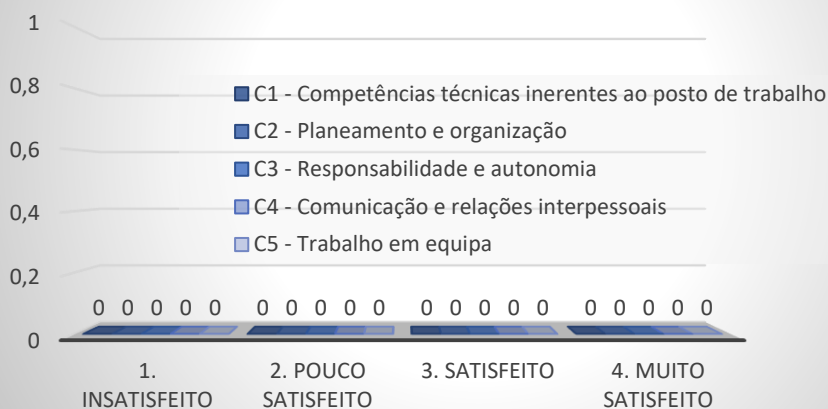 1
0,8
0,6
0,4
0,2
0
C1 - Competências técnicas inerentes ao posto de trabalho
C2 - Planeamento e organização
C3 - Responsabilidade e autonomia
C4 - Comunicação e relações interpessoais
C5 - Trabalho em equipa
0 0 0 0 0 0 0 0 0 0 0 0 0 0 0 0 0 0 0 0
1. INSATISFEITO
2. POUCO SATISFEITO
3. SATISFEITO
4. MUITO SATISFEITO